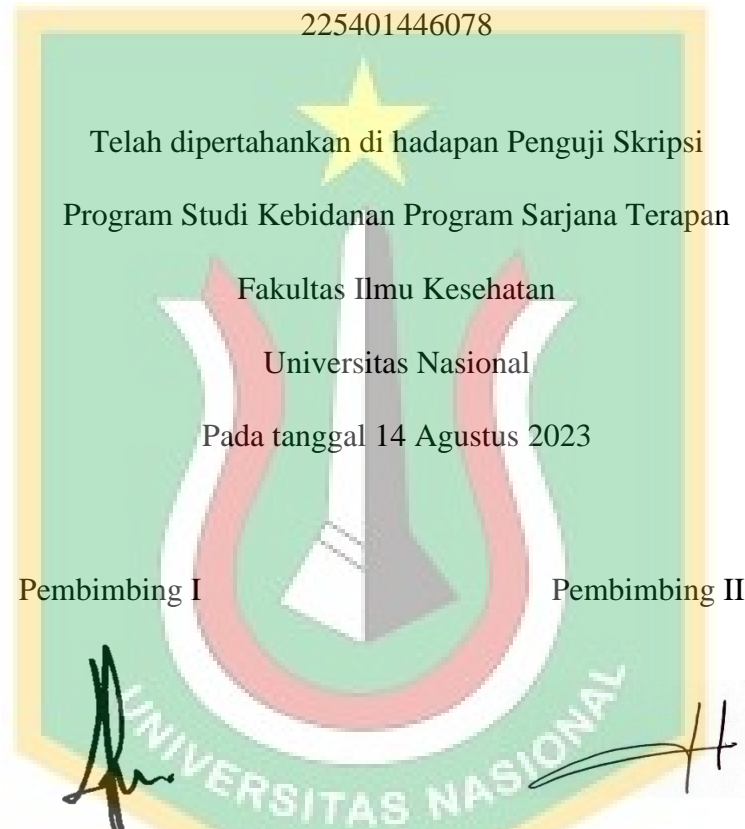 225401446078
Telah dipertahankan di hadapan Penguji Skripsi
Program Studi Kebidanan Program Sarjana Terapan
Fakultas Ilmu Kesehatan
Universitas Nasional
Pada tanggal 14 Agustus 2023
Pembimbing I Pembimbing II
UNIVERSITAS NASIONAL